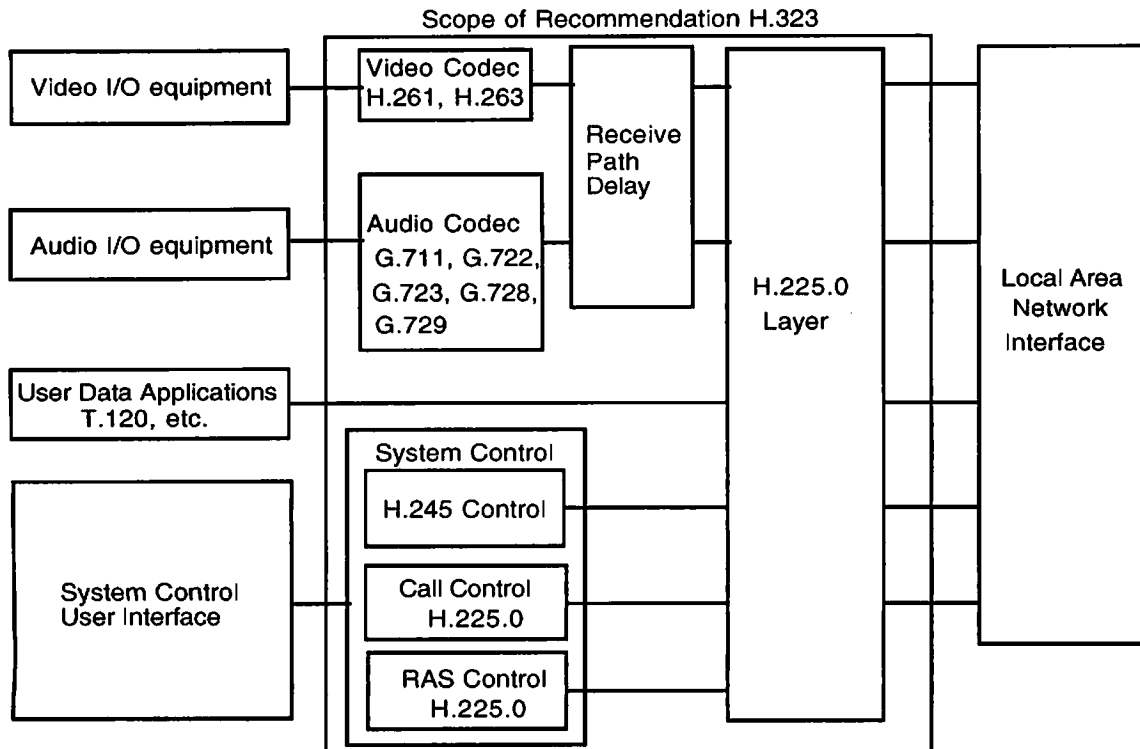 Scope of Recommendation H.323
Video I/O equipment
Video Codec
H.261, H.263
Receive
Path
Delay
Audio I/O equipment
Audio Codec
G.711, G.722,
G.723, G.728,
G.729
H.225.0
Layer
Local Area
Network
Interface
User Data Applications
T.120, etc.
System Control
H.245 Control
System Control
User Interface
Call Control
H.225.0
RAS Control
H.225.0